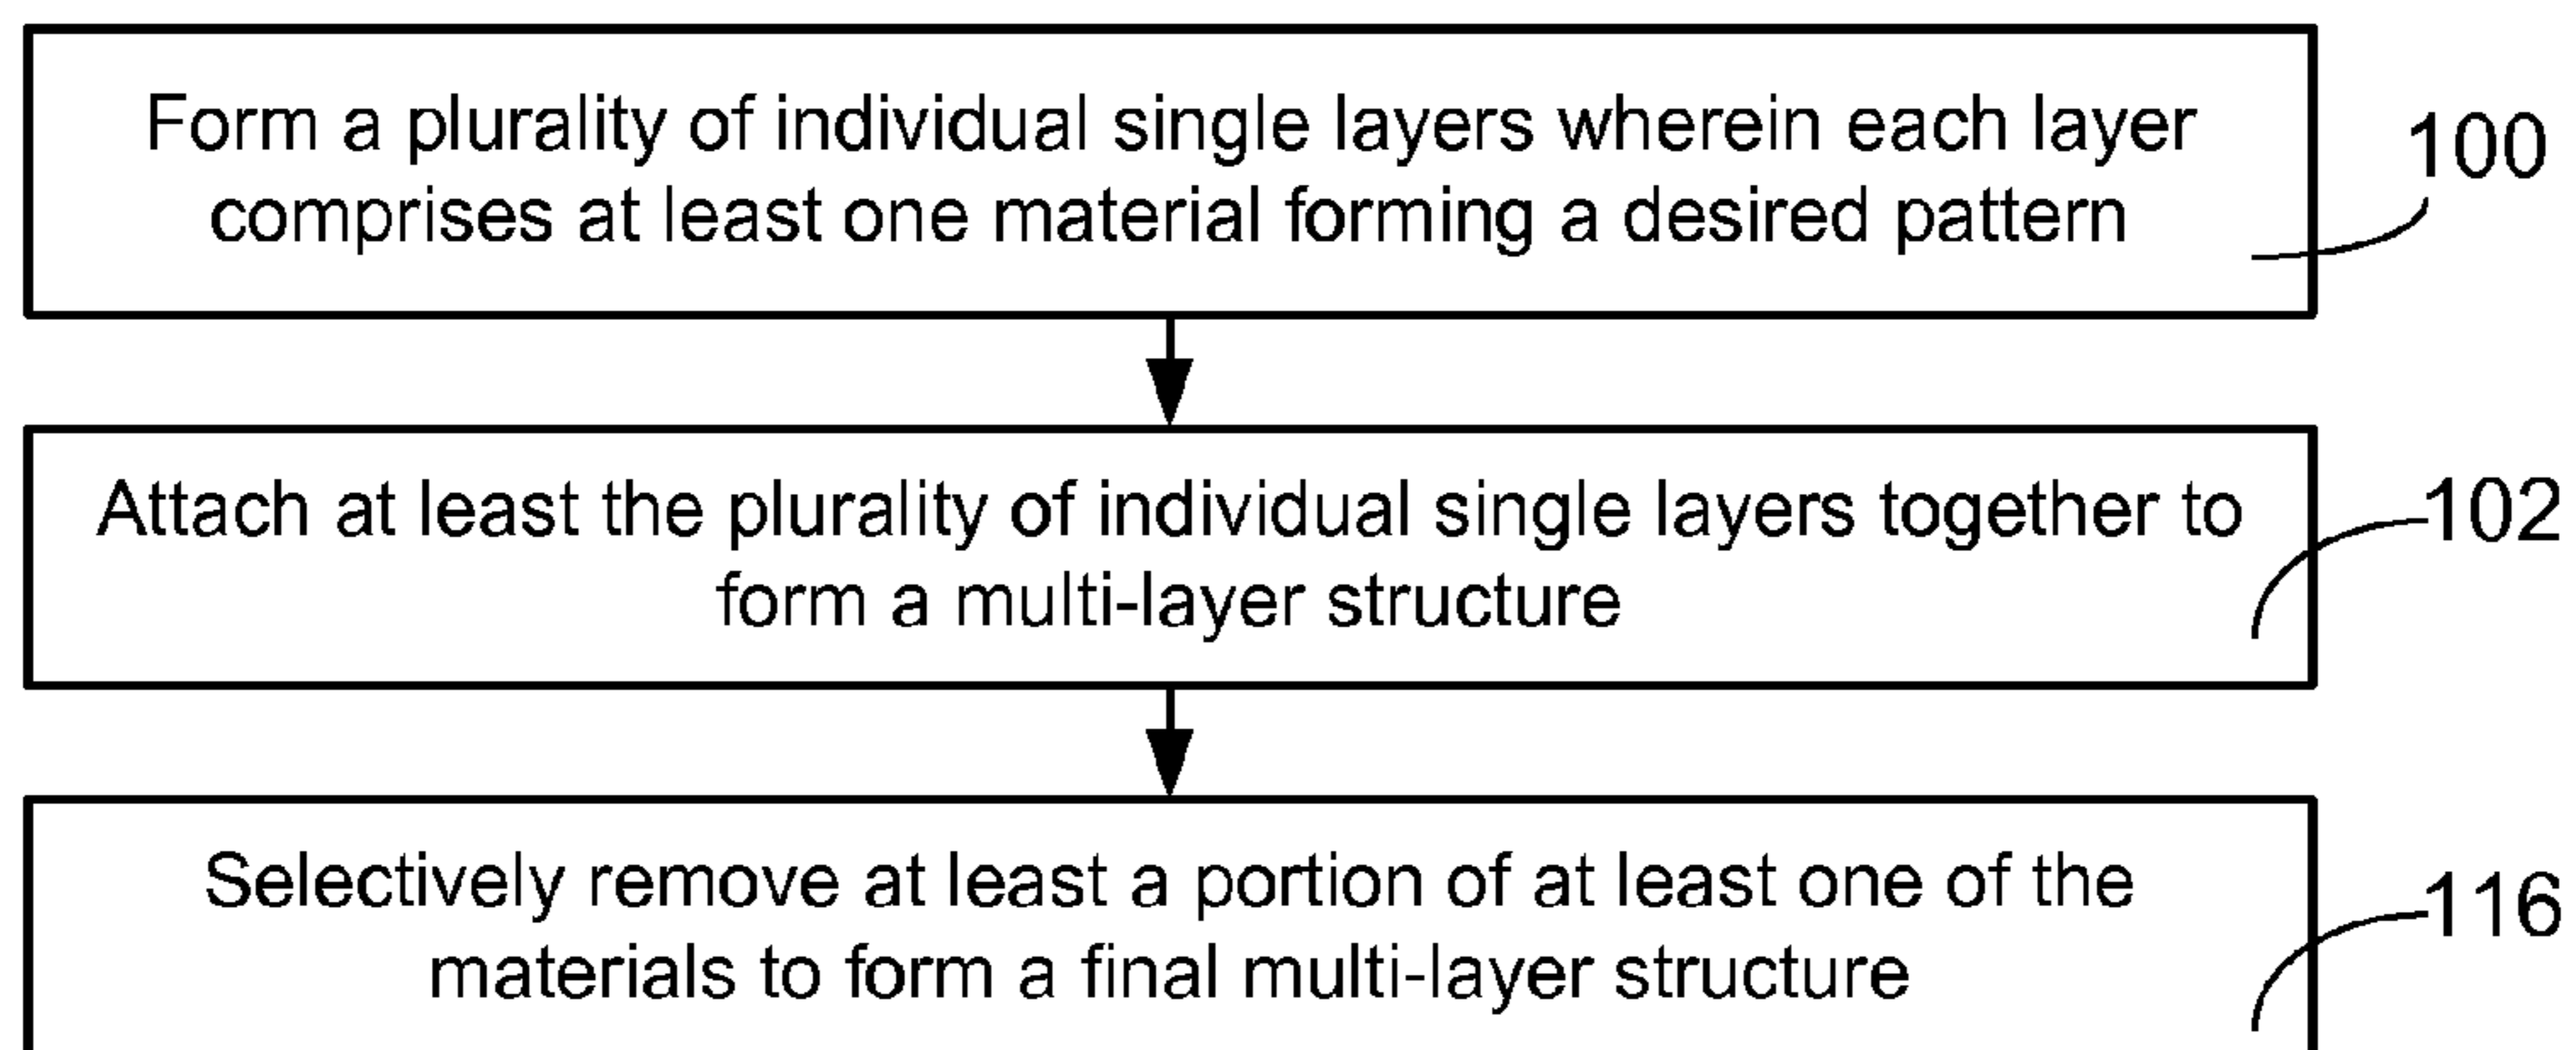 Form a plurality of individual single layers wherein each layer
comprises at least one material forming a desired pattern
100
Attach at least the plurality of individual single layers together to
form a multi-layer structure
102
Selectively remove at least a portion of at least one of the
materials to form a final multi-layer structure
116